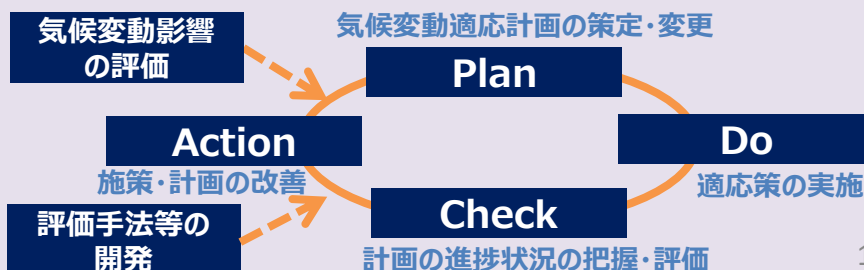 気候変動影響
の評価
気候変動適応計画の策定・変更
Plan
Action
施策・計画の改善
Do
適応策の実施
評価手法等の
開発
Check
計画の進捗状況の把握・評価